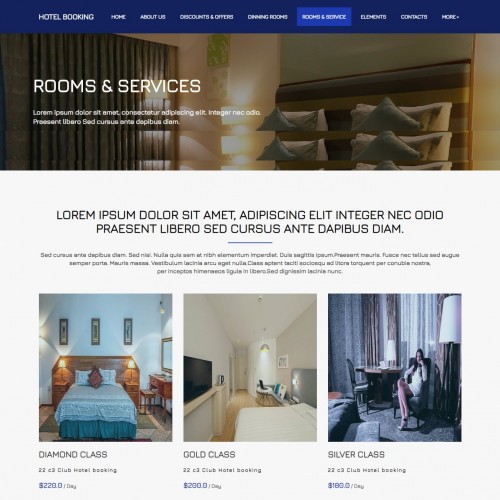 HOTEL BOOKING HOME ABOUT US DISCOUNTS & OFFERS DINNING ROOMS ROOMS & SERVICE ELEMENTS CONTACTS MORE
ROOMS & SERVICES
Lorem ipsum dolor sit amet, consectetur adipiscing elit. Integer nec odio.
Praesent libero Sed cursus ante dapibus diam.
LOREM IPSUM DOLOR SIT AMET, ADIPISCING ELIT INTEGER NEC ODIO
PRAESENT LIBERO SED CURSUS ANTE DAPIBUS DIAM.
Sed cursus ante dapibus diam. Sed nisi. Nulla quis sem at nibh elementum imperdiet. Duis sagittis ipsum.Praesent mauris. Fusce nec tellus sed augue
semper porta. Mauris massa. Vestibulum lacinia arcu eget nulla.Class aptent taciti sociosqu ad litora torquent per conubia nostra,
per inceptos himenaeos ligula in libero.Sed dignissim lacinia nunc.
DIAMOND CLASS GOLD CLASS SILVER CLASS
22 c3 Club Hotel booking 22 c3 Club Hotel booking 22 c3 Club Hotel booking
$220.0 / Day $200.0 / Day $180.0 / Day